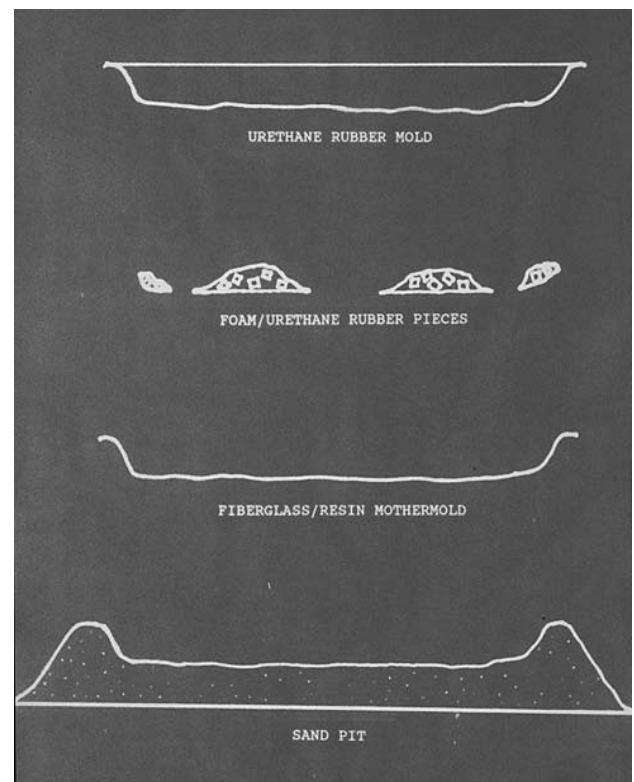 URETHANE RUBBER MOLD
FOAM/URETHANE RUBBER PIECES
FIBERGLASS/RESIN MOTHERMOLD
SAND PIT